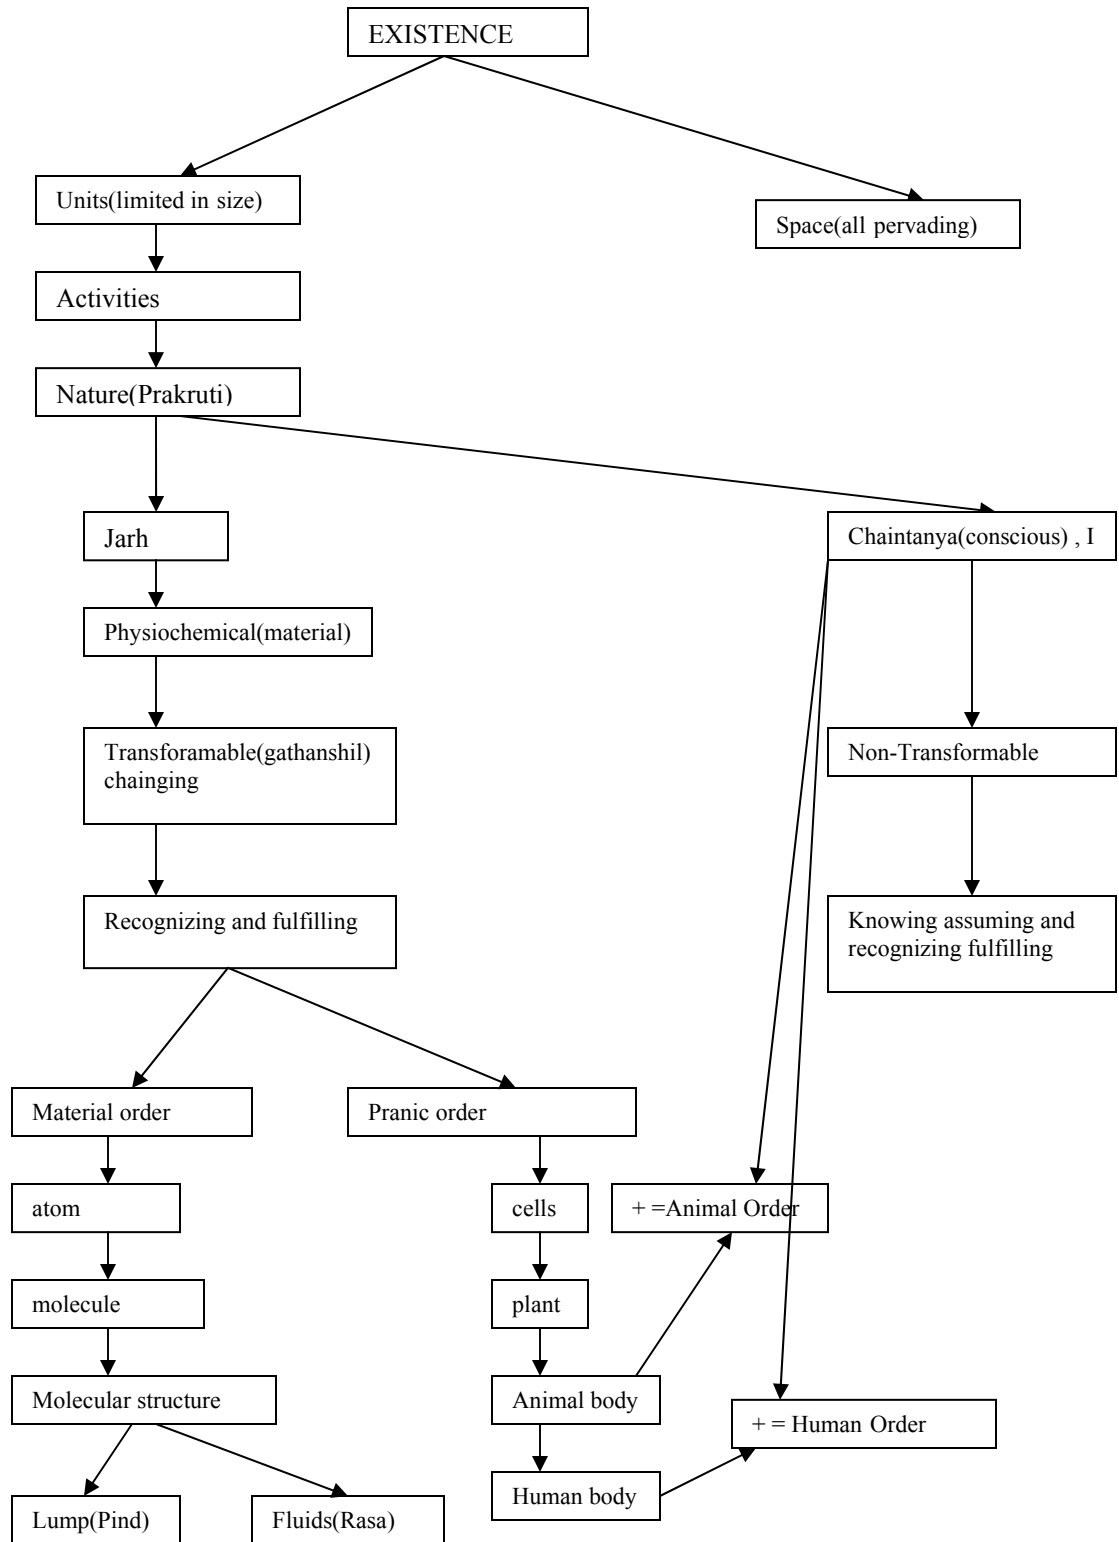 EXISTENCE
Units(limited in size)
Space(all pervading)
Activities
Nature(Prakruti)
Jarh
Chaintanya(conscious) , I
Physiochemical(material)
Transforamable(gathanshil)
chainging
Non-Transformable
Recognizing and fulfilling
Knowing assuming and
recognizing fulfilling
Material order
Pranic order
atom
cells
+ =Animal Order
molecule
plant
Molecular structure
Animal body
+ = Human Order
Lump(Pind)
Fluids(Rasa)
Human body